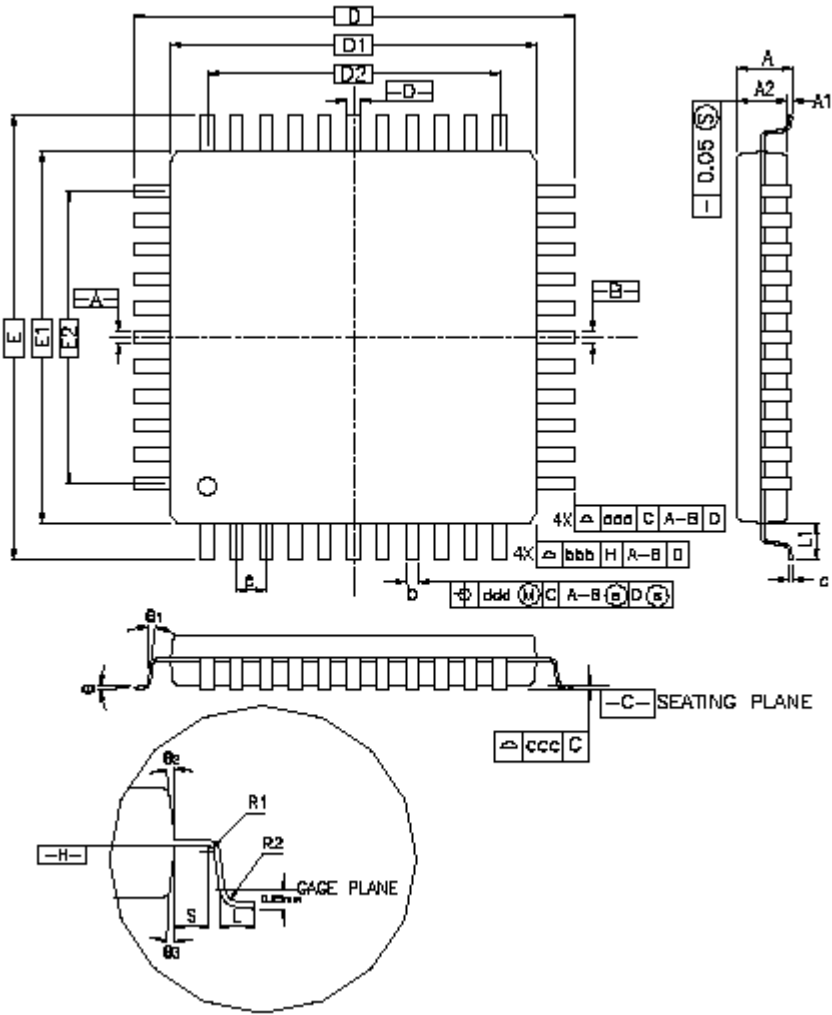 D
D1
D2
-D-
A
A2
A1
- 0.05 S
-A-
-B-
E
E1
E2
4X aaa C A-B D
4X bbb H A-B D
L1
e
b
ddd M C A-B S D S
c
θ1
θ
-C- SEATING PLANE
ccc C
θ2
R1
R2
-H-
GAGE PLANE
S
L
θ3